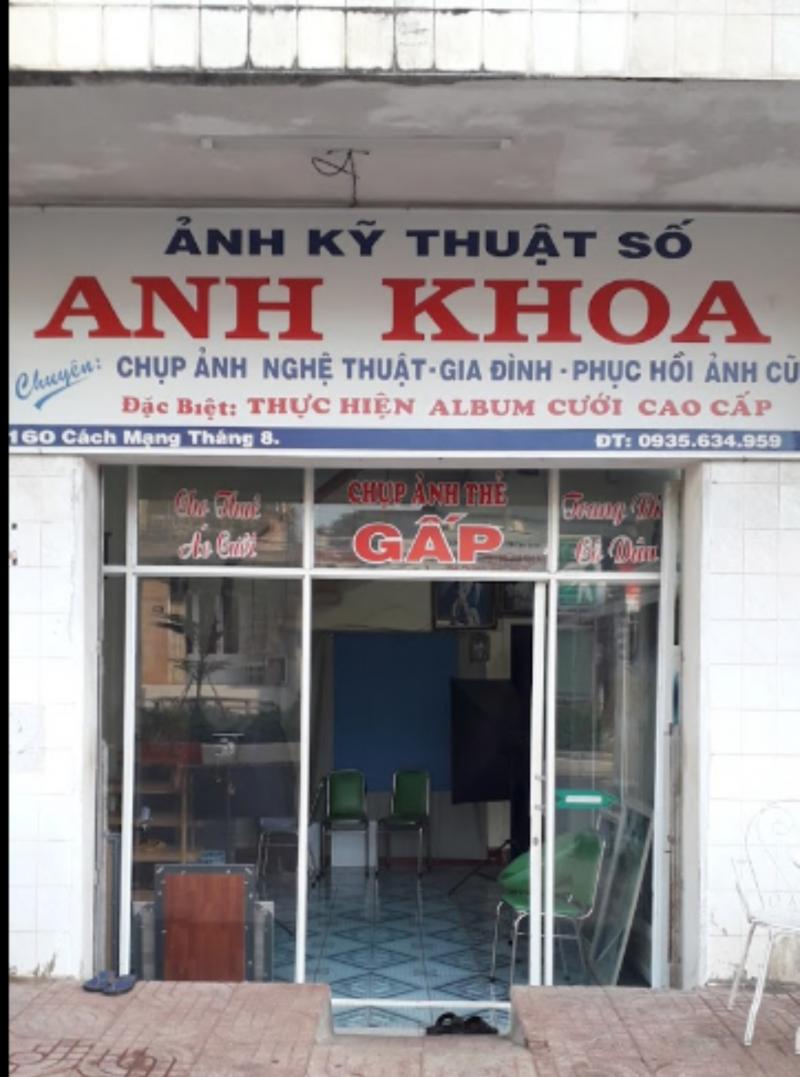 ẢNH KỸ THUẬT SỐ
ANH KHOA
Chuyên: CHỤP ẢNH NGHỆ THUẬT-GIA ĐÌNH - PHỤC HỒI ẢNH CŨ
Đặc Biệt: THỰC HIỆN ALBUM CƯỚI CAO CẤP
160 Cách Mạng Tháng 8. ĐT: 0935.634.959
Cho Thuê
Áo Cưới
CHỤP ẢNH THẺ
GẤP
Trang Đi
Cô Dâu